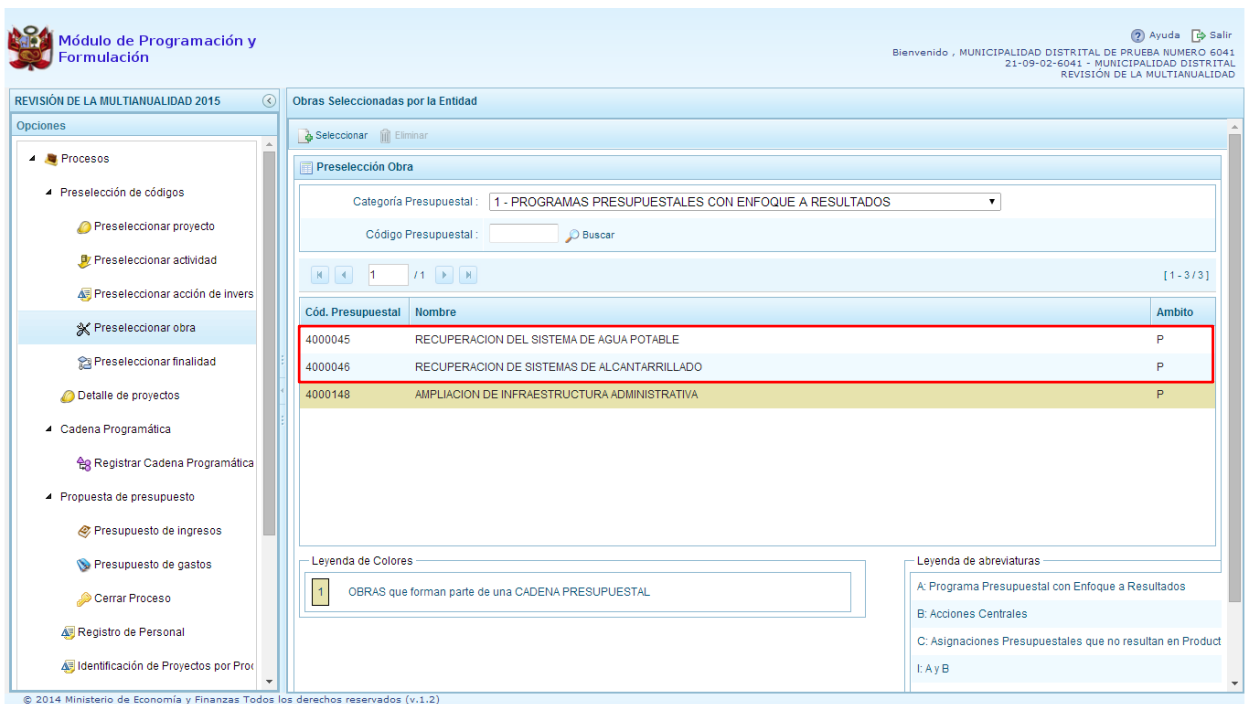 Módulo de Programación y
Formulación
Ayuda Salir
Bienvenido , MUNICIPALIDAD DISTRITAL DE PRUEBA NUMERO 6041
21-09-02-6041 - MUNICIPALIDAD DISTRITAL
REVISIÓN DE LA MULTIANUALIDAD
REVISIÓN DE LA MULTIANUALIDAD 2015
Opciones
Procesos
Preselección de códigos
Preseleccionar proyecto
Preseleccionar actividad
Preseleccionar acción de invers
Preseleccionar obra
Preseleccionar finalidad
Detalle de proyectos
Cadena Programática
Registrar Cadena Programática
Propuesta de presupuesto
Presupuesto de ingresos
Presupuesto de gastos
Cerrar Proceso
Registro de Personal
Identificación de Proyectos por Pro
Obras Seleccionadas por la Entidad
Seleccionar Eliminar
Preselección Obra
Categoría Presupuestal : 1 - PROGRAMAS PRESUPUESTALES CON ENFOQUE A RESULTADOS
Código Presupuestal : Buscar
1 / 1 [ 1 - 3 / 3 ]
Cód. Presupuestal Nombre Ambito
4000045 RECUPERACION DEL SISTEMA DE AGUA POTABLE P
4000046 RECUPERACION DE SISTEMAS DE ALCANTARRILLADO P
4000148 AMPLIACION DE INFRAESTRUCTURA ADMINISTRATIVA P
Leyenda de Colores
1 OBRAS que forman parte de una CADENA PRESUPUESTAL
Leyenda de abreviaturas
A: Programa Presupuestal con Enfoque a Resultados
B: Acciones Centrales
C: Asignaciones Presupuestales que no resultan en Product
I: A y B
© 2014 Ministerio de Economía y Finanzas Todos los derechos reservados (v.1.2)